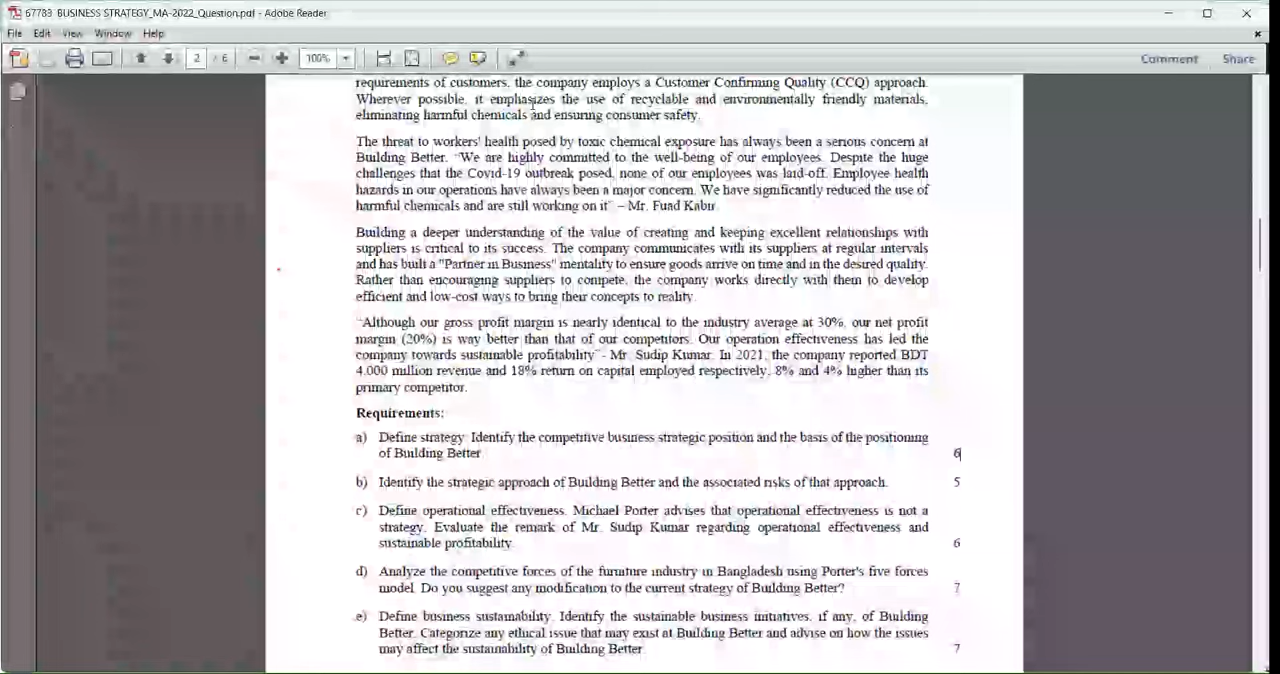 67783_BUSINESS STRATEGY_MA-2022_Question.pdf - Adobe Reader
File Edit View Window Help
2 / 6 100% Comment Share
requirements of customers, the company employs a Customer Confirming Quality (CCQ) approach.
Wherever possible, it emphasizes the use of recyclable and environmentally friendly materials,
eliminating harmful chemicals and ensuring consumer safety.
The threat to workers' health posed by toxic chemical exposure has always been a serious concern at
Building Better. "We are highly committed to the well-being of our employees. Despite the huge
challenges that the Covid-19 outbreak posed, none of our employees was laid-off. Employee health
hazards in our operations have always been a major concern. We have significantly reduced the use of
harmful chemicals and are still working on it" – Mr. Fuad Kabir.
Building a deeper understanding of the value of creating and keeping excellent relationships with
suppliers is critical to its success. The company communicates with its suppliers at regular intervals
and has built a "Partner in Business" mentality to ensure goods arrive on time and in the desired quality.
Rather than encouraging suppliers to compete, the company works directly with them to develop
efficient and low-cost ways to bring their concepts to reality.
"Although our gross profit margin is nearly identical to the industry average at 30%, our net profit
margin (20%) is way better than that of our competitors. Our operation effectiveness has led the
company towards sustainable profitability"- Mr. Sudip Kumar. In 2021, the company reported BDT
4,000 million revenue and 18% return on capital employed respectively, 8% and 4% higher than its
primary competitor.
Requirements:
a) Define strategy. Identify the competitive business strategic position and the basis of the positioning
of Building Better. 6
b) Identify the strategic approach of Building Better and the associated risks of that approach. 5
c) Define operational effectiveness. Michael Porter advises that operational effectiveness is not a
strategy. Evaluate the remark of Mr. Sudip Kumar regarding operational effectiveness and
sustainable profitability. 6
d) Analyze the competitive forces of the furniture industry in Bangladesh using Porter's five forces
model. Do you suggest any modification to the current strategy of Building Better? 7
e) Define business sustainability. Identify the sustainable business initiatives, if any, of Building
Better. Categorize any ethical issue that may exist at Building Better and advise on how the issues
may affect the sustainability of Building Better. 7